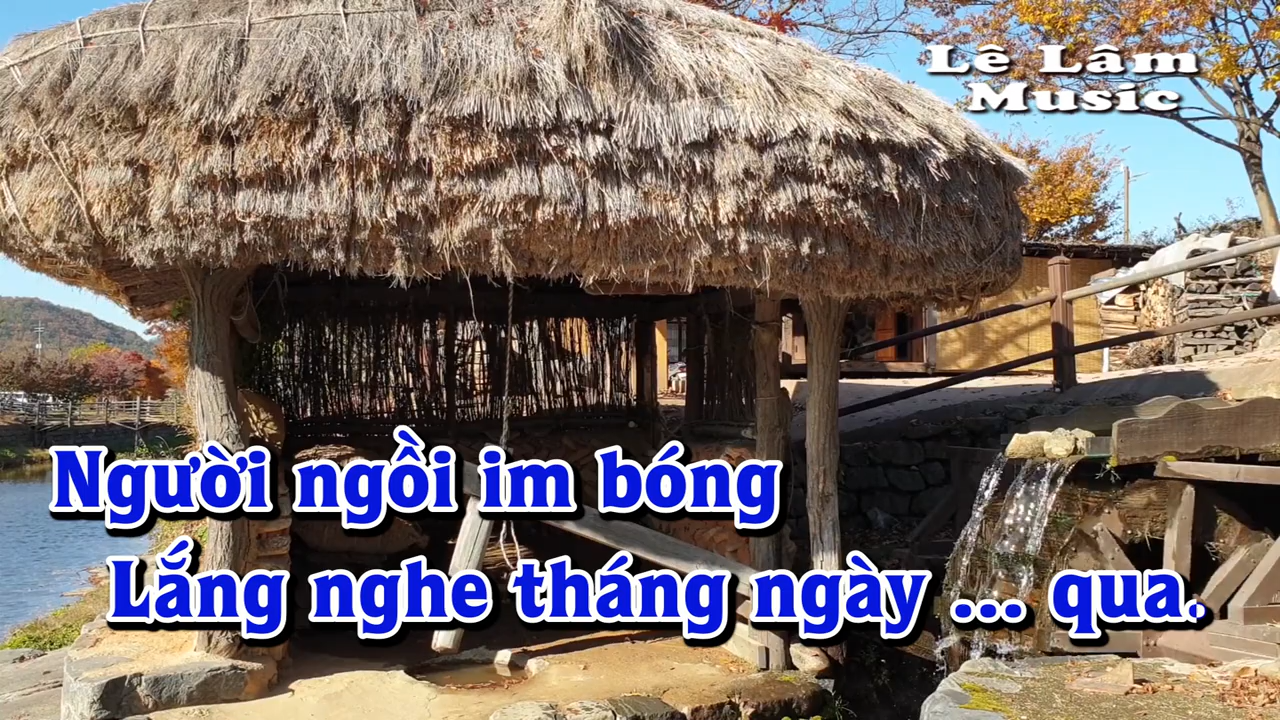 Lê Lâm
Music
Người ngồi im bóng
Lắng nghe tháng ngày ... qua.